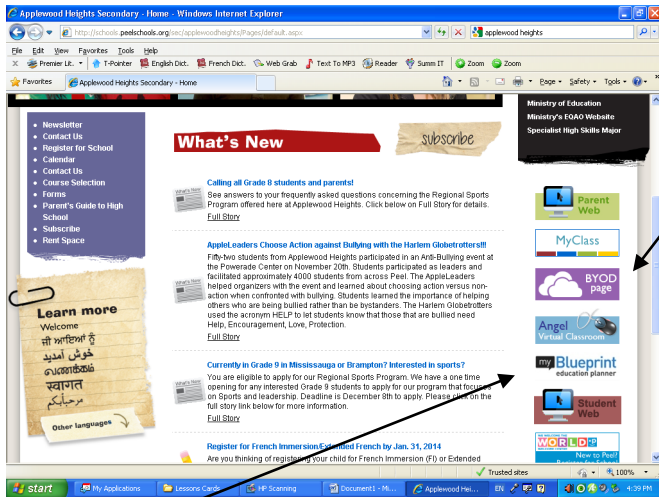 Applewood Heights Secondary - Home - Windows Internet Explorer
http://schools.peelschools.org/sec/applewoodheights/Pages/default.aspx
applewood heights
File Edit View Favorites Tools Help
Premier Lit. T-Pointer English Dict. French Dict. Web Grab Text To MP3 Reader Summ IT Zoom Zoom
Favorites Applewood Heights Secondary - Home Page Safety Tools
Newsletter
Contact Us
Register for School
Calendar
Contact Us
Course Selection
Forms
Parent's Guide to High
School
Subscribe
Rent Space
Learn more
Welcome
ਜੀ ਆਇਆਂ ਨੂੰ
خوش آمدید
வணக்கம்
स्वागत
مرحباًبكم
Other languages
What's New
subscribe
What's New
Calling all Grade 8 students and parents!
See answers to your frequently asked questions concerning the Regional Sports
Program offered here at Applewood Heights. Click below on Full Story for details.
Full Story
What's New
AppleLeaders Choose Action against Bullying with the Harlem Globetrotters!!!
Fifty-two students from Applewood Heights participated in an Anti-Bullying event at
the Powerade Center on November 20th. Students participated as leaders and
facilitated approximately 4000 students from across Peel. The AppleLeaders
helped organizers with the event and learned about choosing action versus non-
action when confronted with bullying. Students learned the importance of helping
others who are being bullied rather than be bystanders. The Harlem Globetrotters
used the acronym HELP to let students know that those that are bullied need
Help, Encouragement, Love, Protection.
Full Story
What's New
Currently in Grade 9 in Mississauga or Brampton? Interested in sports?
You are eligible to apply for our Regional Sports Program. We have a one time
opening for any interested Grade 9 students to apply for our program that focuses
on Sports and leadership. Deadline is December 8th to apply. Please click on the
full story link below for more information.
Full Story
Register for French Immersion/Extended French by Jan. 31, 2014
Are you thinking of registering your child for French Immersion (FI) or Extended
Ministry of Education
Ministry's EQAO Website
Specialist High Skills Major
Parent
Web
MyClass
BYOD
page
Angel
Virtual Classroom
my Blueprint
education planner
Student
Web
WORLD
New to Peel?
Trusted sites 100%
start My Applications Lessons Cards HP Scanning Document1 - Mi... Applewood Hei... EN 4:39 PM